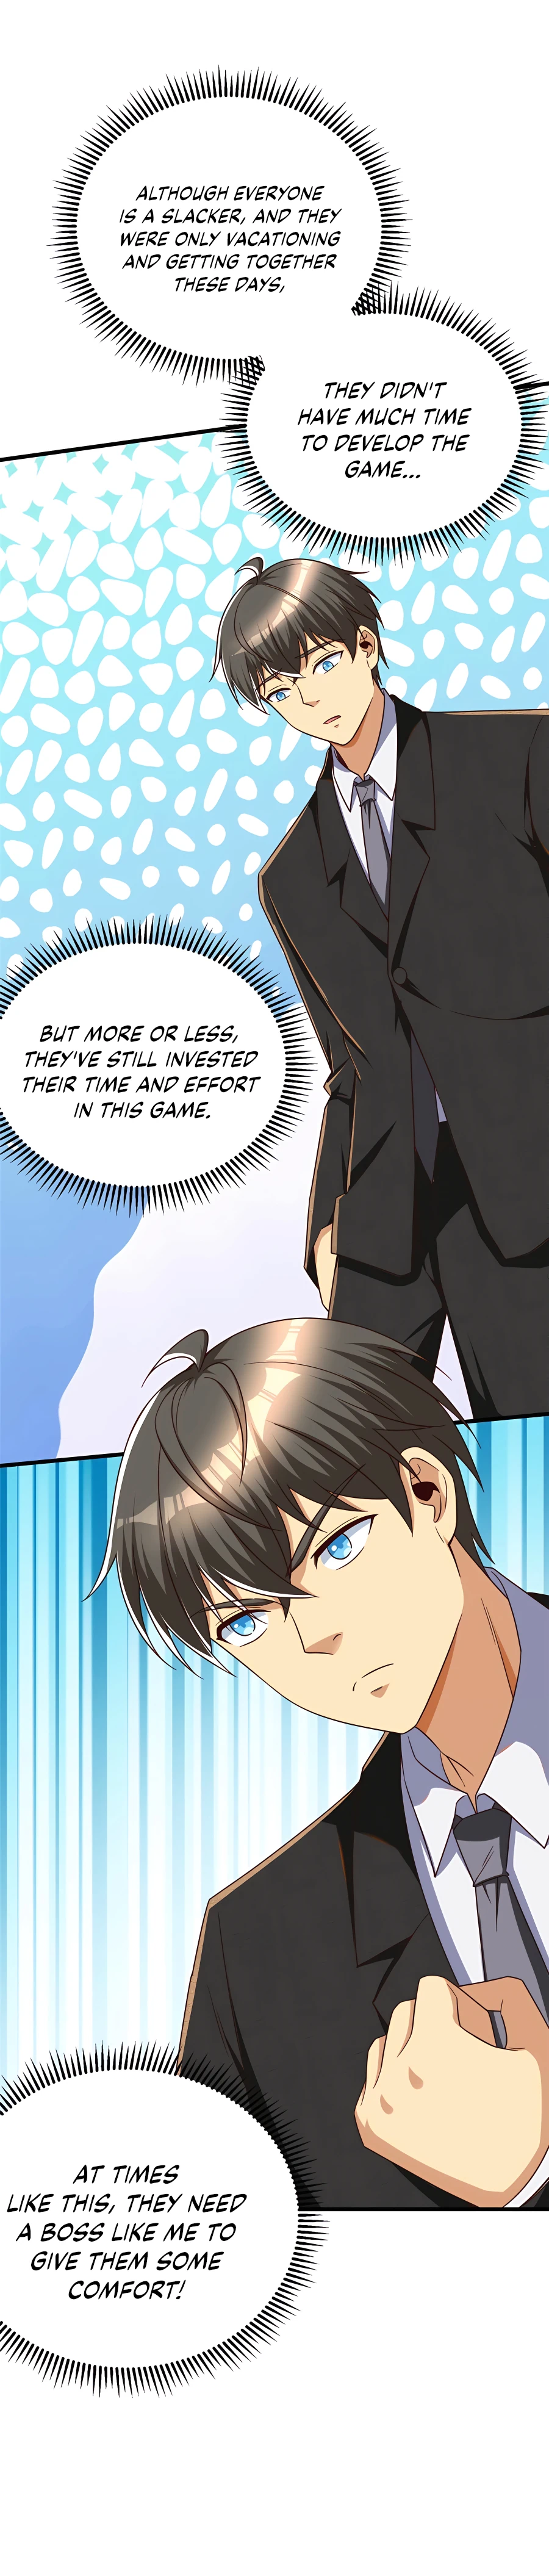 ALTHOUGH EVERYONE
IS A SLACKER, AND THEY
WERE ONLY VACATIONING
AND GETTING TOGETHER
THESE DAYS,
THEY DIDN'T
HAVE MUCH TIME
TO DEVELOP THE
GAME...
BUT MORE OR LESS,
THEY'VE STILL INVESTED
THEIR TIME AND EFFORT
IN THIS GAME.
AT TIMES
LIKE THIS, THEY NEED
A BOSS LIKE ME TO
GIVE THEM SOME
COMFORT!